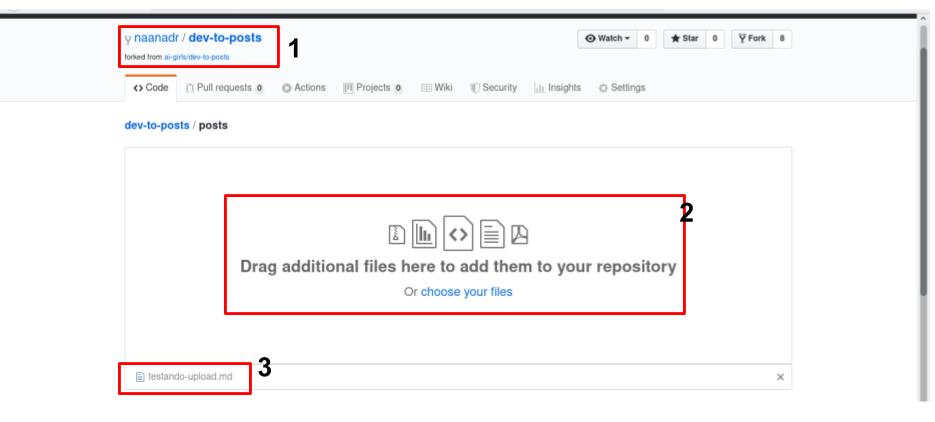 naanadr / dev-to-posts
1
Watch 0 Star 0 Fork 8
forked from ai-girls/dev-to-posts
Code Pull requests 0 Actions Projects 0 Wiki Security Insights Settings
dev-to-posts / posts
2
Drag additional files here to add them to your repository
Or choose your files
testando-upload.md
3